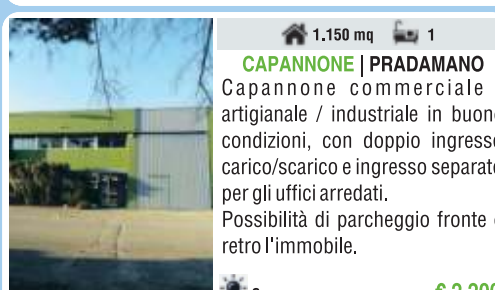 1.150 mq 1
CAPANNONE | PRADAMANO
Capannone commerciale
artigianale / industriale in buone
condizioni, con doppio ingresso
carico/scarico e ingresso separato
per gli uffici arredati.
Possibilità di parcheggio fronte e
retro l'immobile.